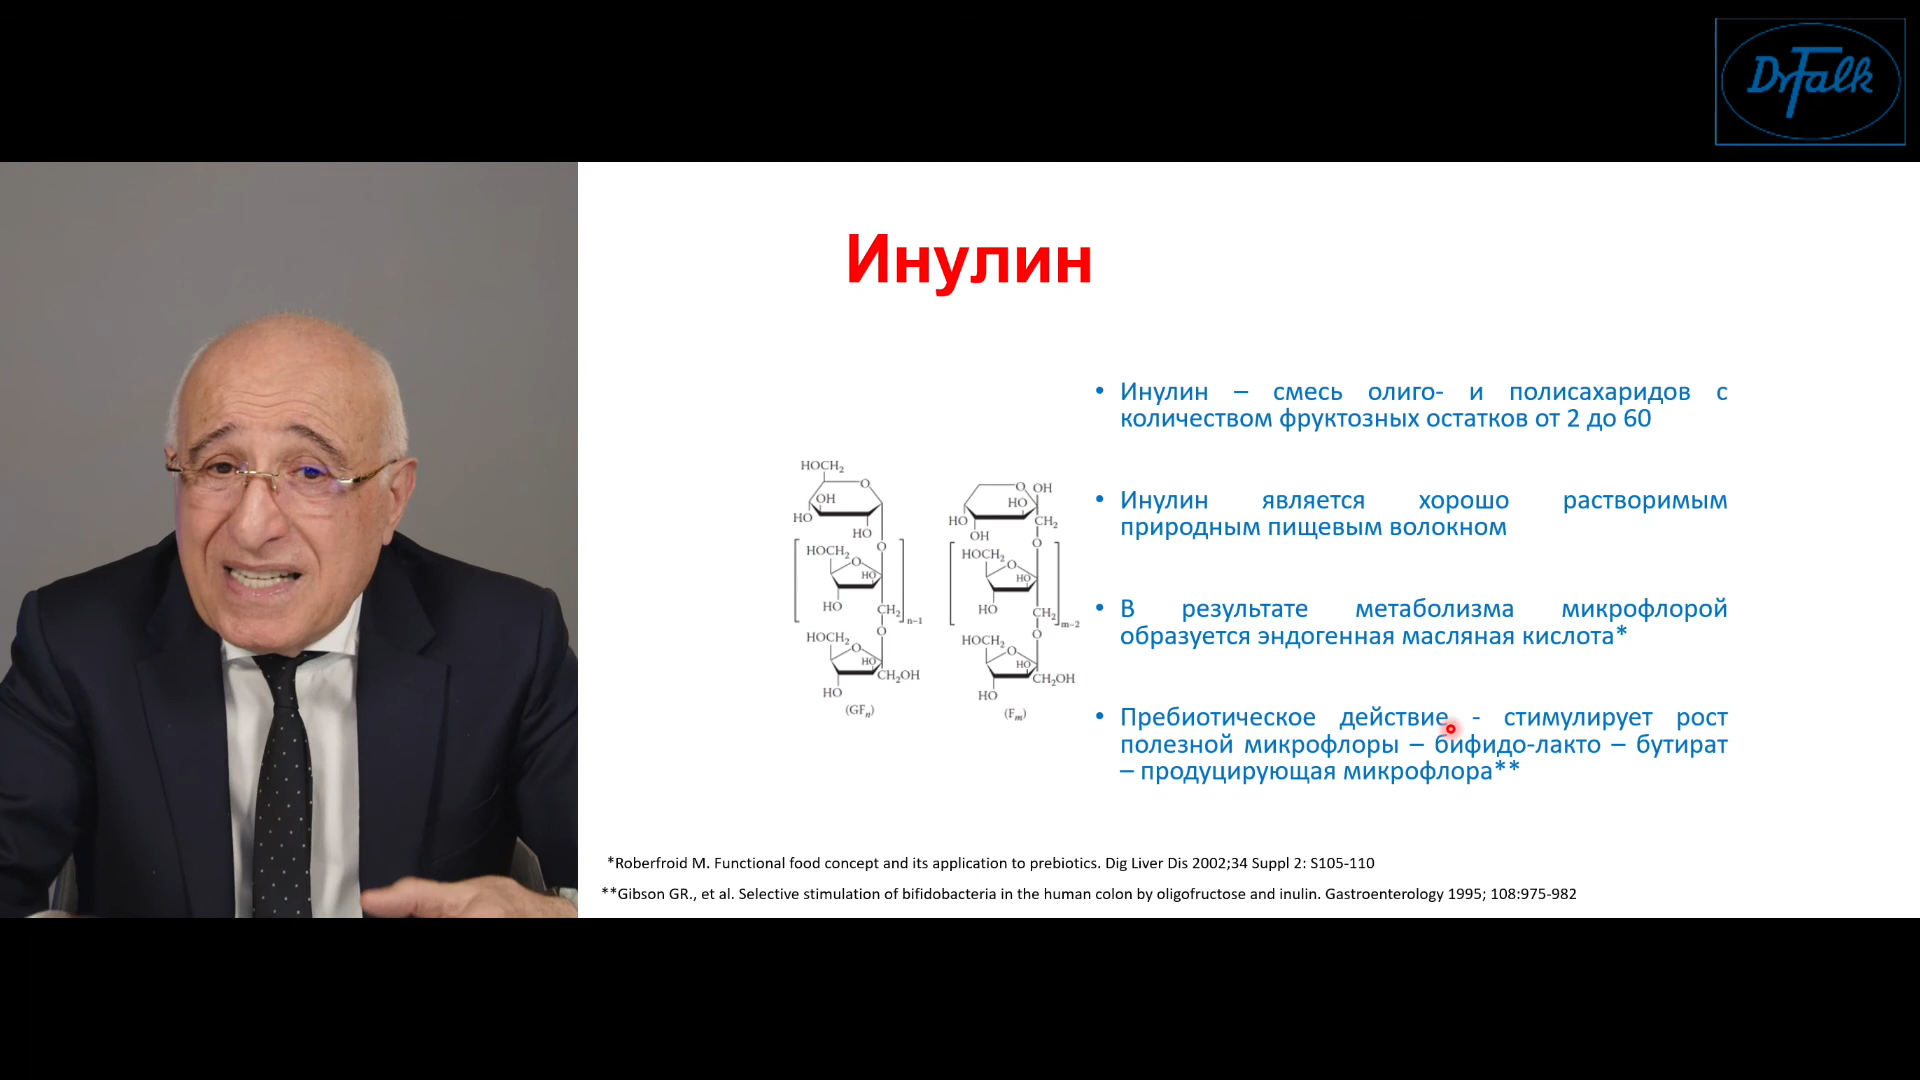 Dr Falk
Инулин
• Инулин – смесь олиго- и полисахаридов с
количеством фруктозных остатков от 2 до 60
• Инулин является хорошо растворимым
природным пищевым волокном
• В результате метаболизма микрофлорой
образуется эндогенная масляная кислота*
• Пребиотическое действие - стимулирует рост
полезной микрофлоры – бифидо-лакто – бутират
– продуцирующая микрофлора**
HOCH₂
O
OH
HO
HO
O
HOCH₂
O
HO
HO
CH₂
n–1
O
HOCH₂
O
HO
CH₂OH
HO
(GFₙ)
O
OH
HO
HO
CH₂
OH
O
HOCH₂
O
HO
HO
CH₂
m–2
O
HOCH₂
O
HO
CH₂OH
HO
(Fₘ)
*Roberfroid M. Functional food concept and its application to prebiotics. Dig Liver Dis 2002;34 Suppl 2: S105-110
**Gibson GR., et al. Selective stimulation of bifidobacteria in the human colon by oligofructose and inulin. Gastroenterology 1995; 108:975-982